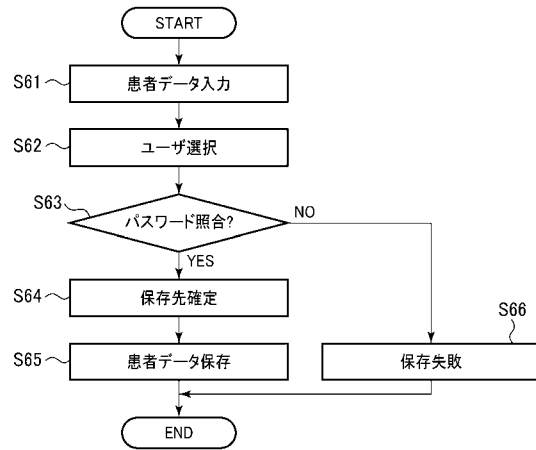 START
S61
患者データ入力
S62
ユーザ選択
S63
パスワード照合?
NO
YES
S64
保存先確定
S66
S65
患者データ保存
保存失敗
END